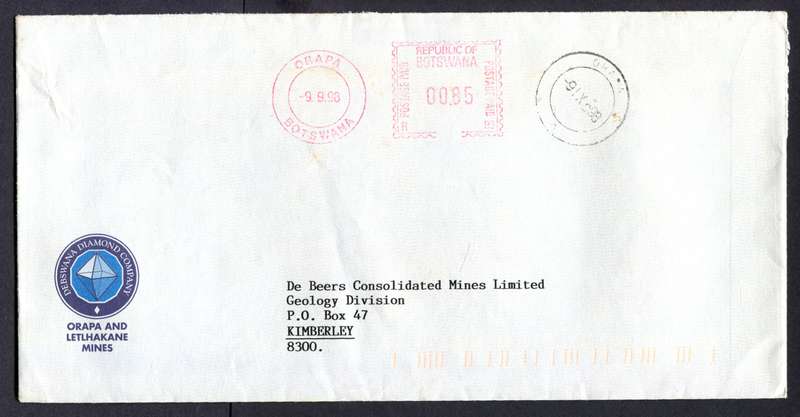 ORAPA
-9.9.98
BOTSWANA
REPUBLIC OF
BOTSWANA
00.85
ORAPA
DEBSWANA DIAMOND COMPANY
ORAPA AND
LETLHAKANE
MINES
De Beers Consolidated Mines Limited
Geology Division
P.O. Box 47
KIMBERLEY
8300.